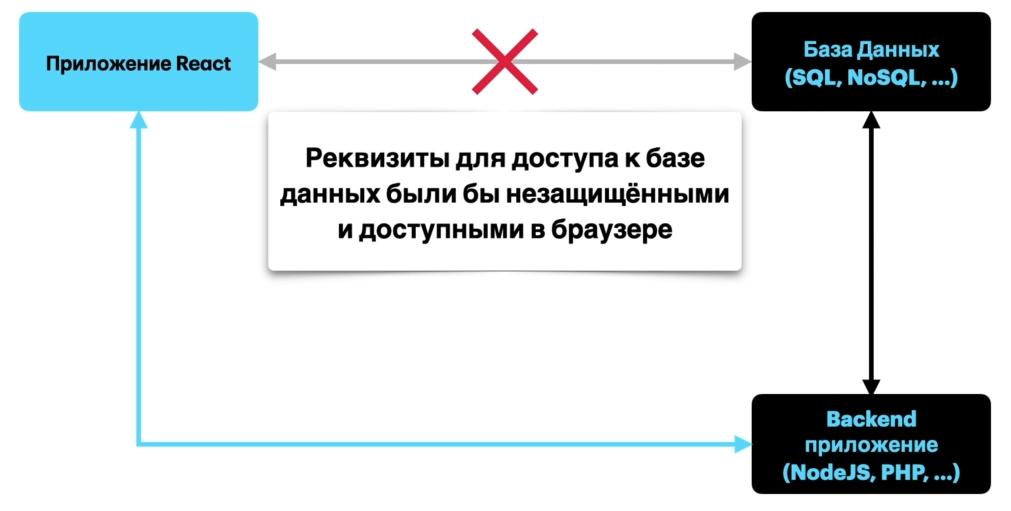 Приложение React
База Данных
(SQL, NoSQL, ...)
Реквизиты для доступа к базе
данных были бы незащищёнными
и доступными в браузере
Backend
приложение
(NodeJS, PHP, ...)